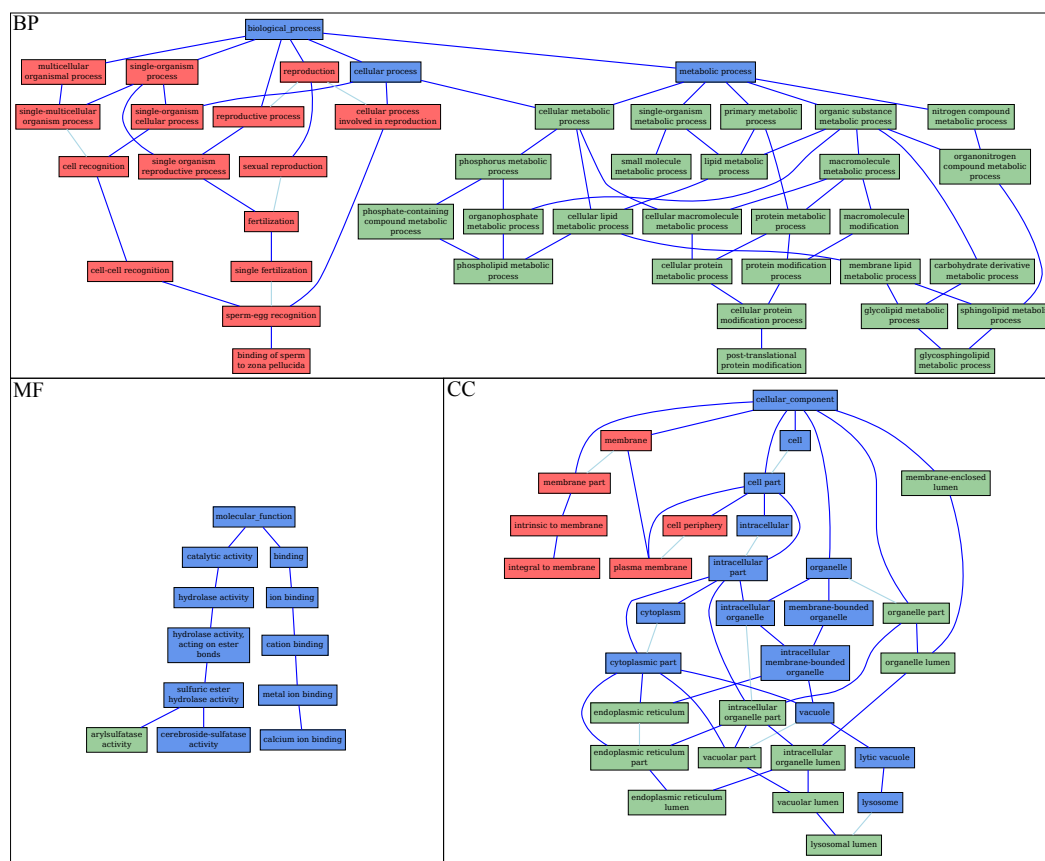 BP
biological_process
multicellular
organismal process
single-organism
process
reproduction
cellular process
metabolic process
single-multicellular
organism process
single-organism
cellular process
reproductive process
cellular process
involved in reproduction
cellular metabolic
process
single-organism
metabolic process
primary metabolic
process
organic substance
metabolic process
nitrogen compound
metabolic process
cell recognition
single organism
reproductive process
sexual reproduction
phosphorus metabolic
process
small molecule
metabolic process
lipid metabolic
process
macromolecule
metabolic process
organonitrogen
compound metabolic
process
fertilization
phosphate-containing
compound metabolic
process
organophosphate
metabolic process
cellular lipid
metabolic process
cellular macromolecule
metabolic process
protein metabolic
process
macromolecule
modification
cell-cell recognition
single fertilization
phospholipid metabolic process
cellular protein
metabolic process
protein modification
process
membrane lipid
metabolic process
carbohydrate derivative
metabolic process
sperm-egg recognition
cellular protein
modification process
glycolipid metabolic
process
sphingolipid metabolic
process
binding of sperm
to zona pellucida
post-translational
protein modification
glycosphingolipid
metabolic process
MF
molecular_function
catalytic activity
binding
hydrolase activity
ion binding
hydrolase activity,
acting on ester
bonds
cation binding
sulfuric ester
hydrolase activity
metal ion binding
arylsulfatase
activity
cerebroside-sulfatase
activity
calcium ion binding
CC
cellular_component
membrane
cell
membrane part
cell part
membrane-enclosed
lumen
intrinsic to membrane
cell periphery
intracellular
integral to membrane
plasma membrane
intracellular
part
organelle
cytoplasm
intracellular
organelle
membrane-bounded
organelle
organelle part
cytoplasmic part
intracellular
membrane-bounded
organelle
organelle lumen
endoplasmic reticulum
intracellular
organelle part
vacuole
endoplasmic reticulum
part
vacuolar part
intracellular
organelle lumen
lytic vacuole
endoplasmic reticulum
lumen
vacuolar lumen
lysosome
lysosomal lumen